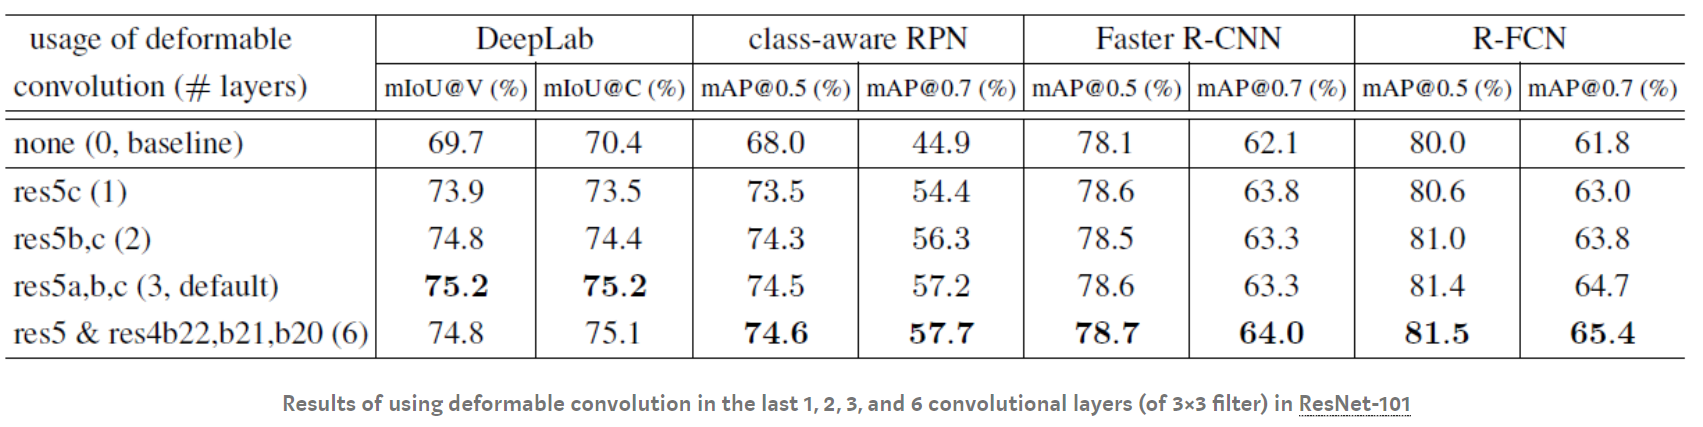 usage of deformable DeepLab class-aware RPN Faster R-CNN R-FCN
convolution (# layers) mIoU@V (%) mIoU@C (%) mAP@0.5 (%) mAP@0.7 (%) mAP@0.5 (%) mAP@0.7 (%) mAP@0.5 (%) mAP@0.7 (%)
none (0, baseline) 69.7 70.4 68.0 44.9 78.1 62.1 80.0 61.8
res5c (1) 73.9 73.5 73.5 54.4 78.6 63.8 80.6 63.0
res5b,c (2) 74.8 74.4 74.3 56.3 78.5 63.3 81.0 63.8
res5a,b,c (3, default) 75.2 75.2 74.5 57.2 78.6 63.3 81.4 64.7
res5 & res4b22,b21,b20 (6) 74.8 75.1 74.6 57.7 78.7 64.0 81.5 65.4
Results of using deformable convolution in the last 1, 2, 3, and 6 convolutional layers (of 3×3 filter) in ResNet-101